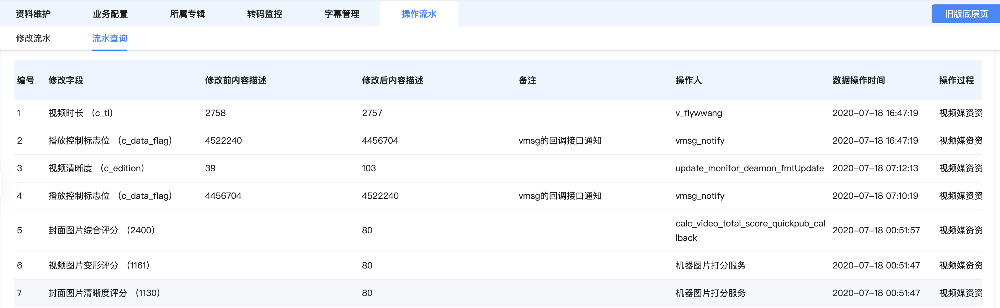 资料维护 业务配置 所属专辑 转码监控 字幕管理 操作流水 旧版底层页
修改流水 流水查询
编号 修改字段 修改前内容描述 修改后内容描述 备注 操作人 数据操作时间 操作过程
1 视频时长 （c_tl） 2758 2757 v_flywwang 2020-07-18 16:47:19 视频媒资资
2 播放控制标志位 （c_data_flag） 4522240 4456704 vmsg的回调接口通知 vmsg_notify 2020-07-18 16:47:19 视频媒资资
3 视频清晰度 （c_edition） 39 103 update_monitor_deamon_fmtUpdate 2020-07-18 07:12:13 视频媒资资
4 播放控制标志位 （c_data_flag） 4456704 4522240 vmsg的回调接口通知 vmsg_notify 2020-07-18 07:10:19 视频媒资资
5 封面图片综合评分 （2400） 80 calc_video_total_score_quickpub_cal 2020-07-18 00:51:57 视频媒资资
lback
6 视频图片变形评分 （1161） 80 机器图片打分服务 2020-07-18 00:51:47 视频媒资资
7 封面图片清晰度评分 （1130） 80 机器图片打分服务 2020-07-18 00:51:47 视频媒资资